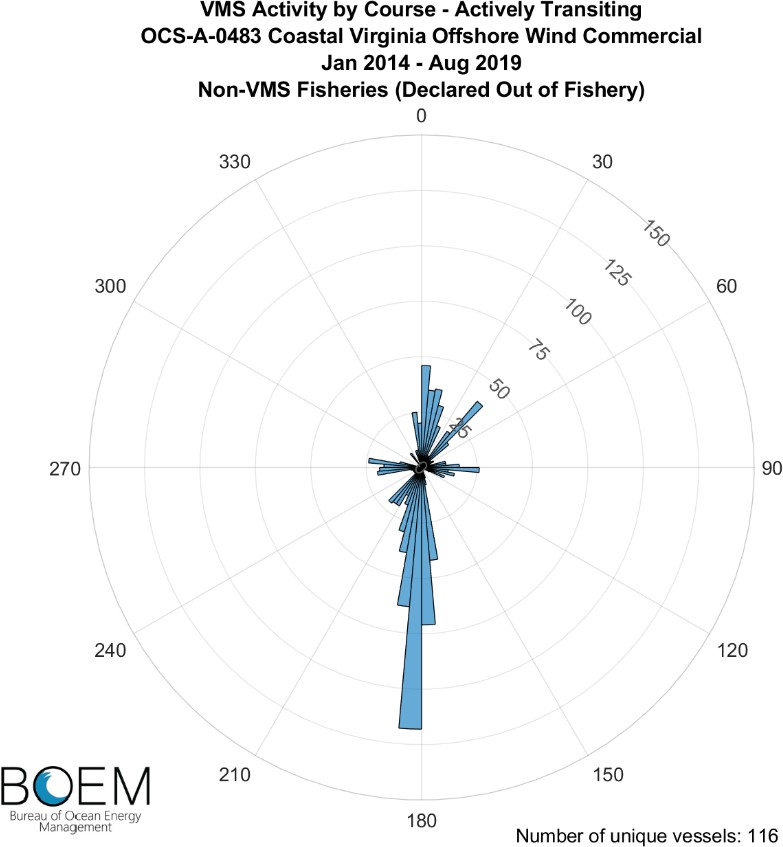 VMS Activity by Course - Actively Transiting
OCS-A-0483 Coastal Virginia Offshore Wind Commercial
Jan 2014 - Aug 2019
Non-VMS Fisheries (Declared Out of Fishery)
0
330
30
150
125
300
60
100
75
50
25
270
90
0
240
120
210
150
180
BOEM
Bureau of Ocean Energy
Management
Number of unique vessels: 116